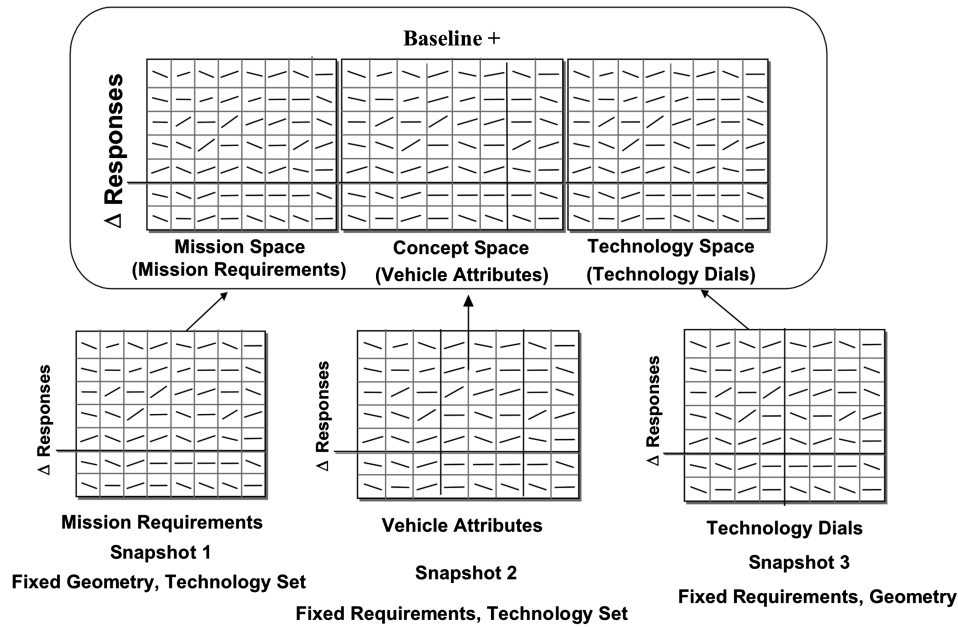 Baseline +
Δ Responses
Mission Space
(Mission Requirements)
Concept Space
(Vehicle Attributes)
Technology Space
(Technology Dials)
Δ Responses
Mission Requirements
Snapshot 1
Fixed Geometry, Technology Set
Δ Responses
Vehicle Attributes
Snapshot 2
Fixed Requirements, Technology Set
Δ Responses
Technology Dials
Snapshot 3
Fixed Requirements, Geometry